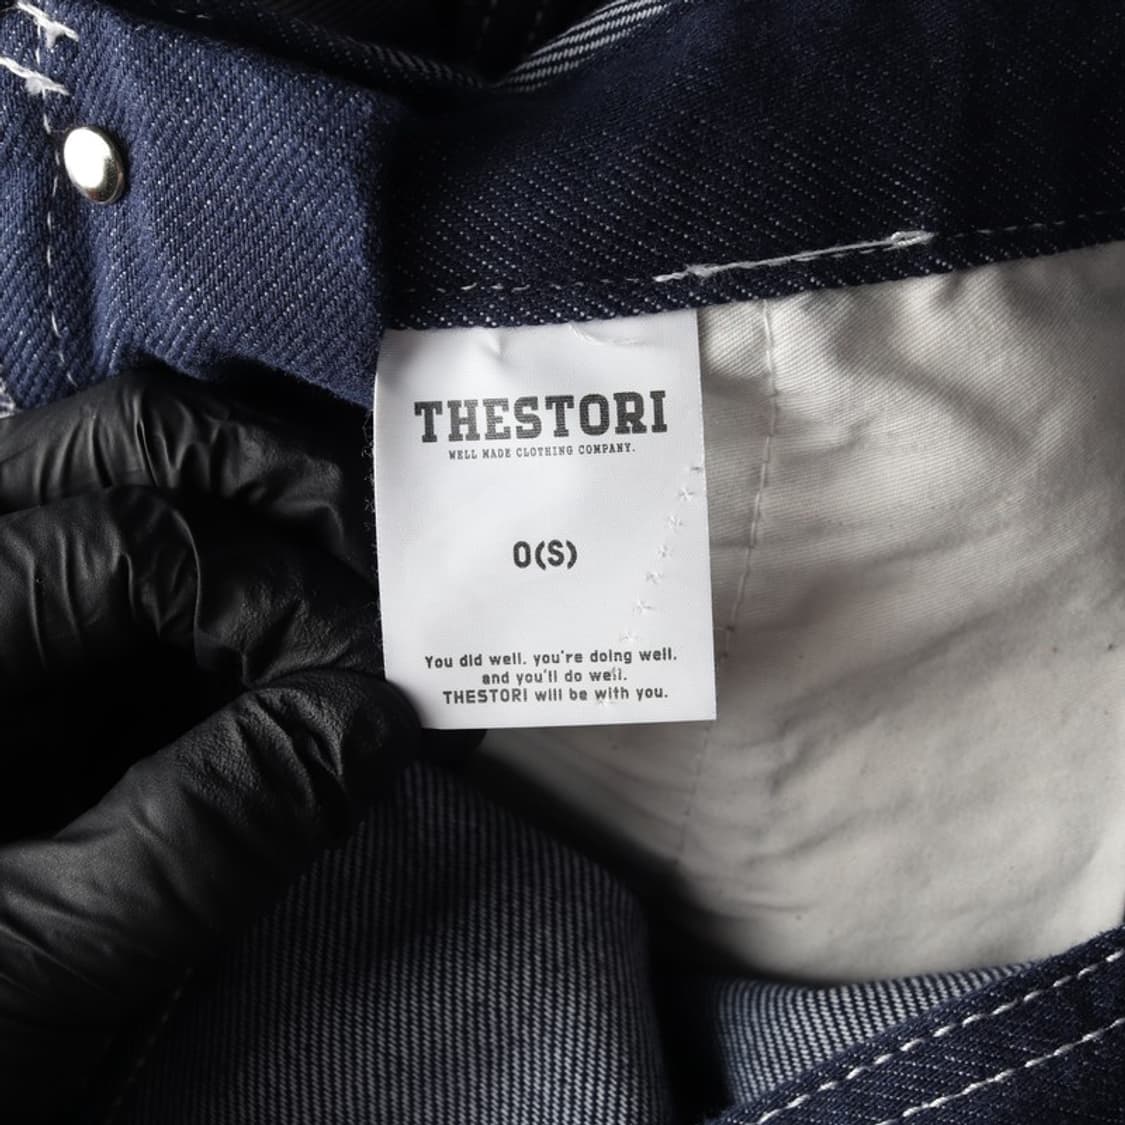 THESTORI
WELL MADE CLOTHING COMPANY.
0(S)
You did well. you're doing well.
and you'll do well.
THESTORI will be with you.